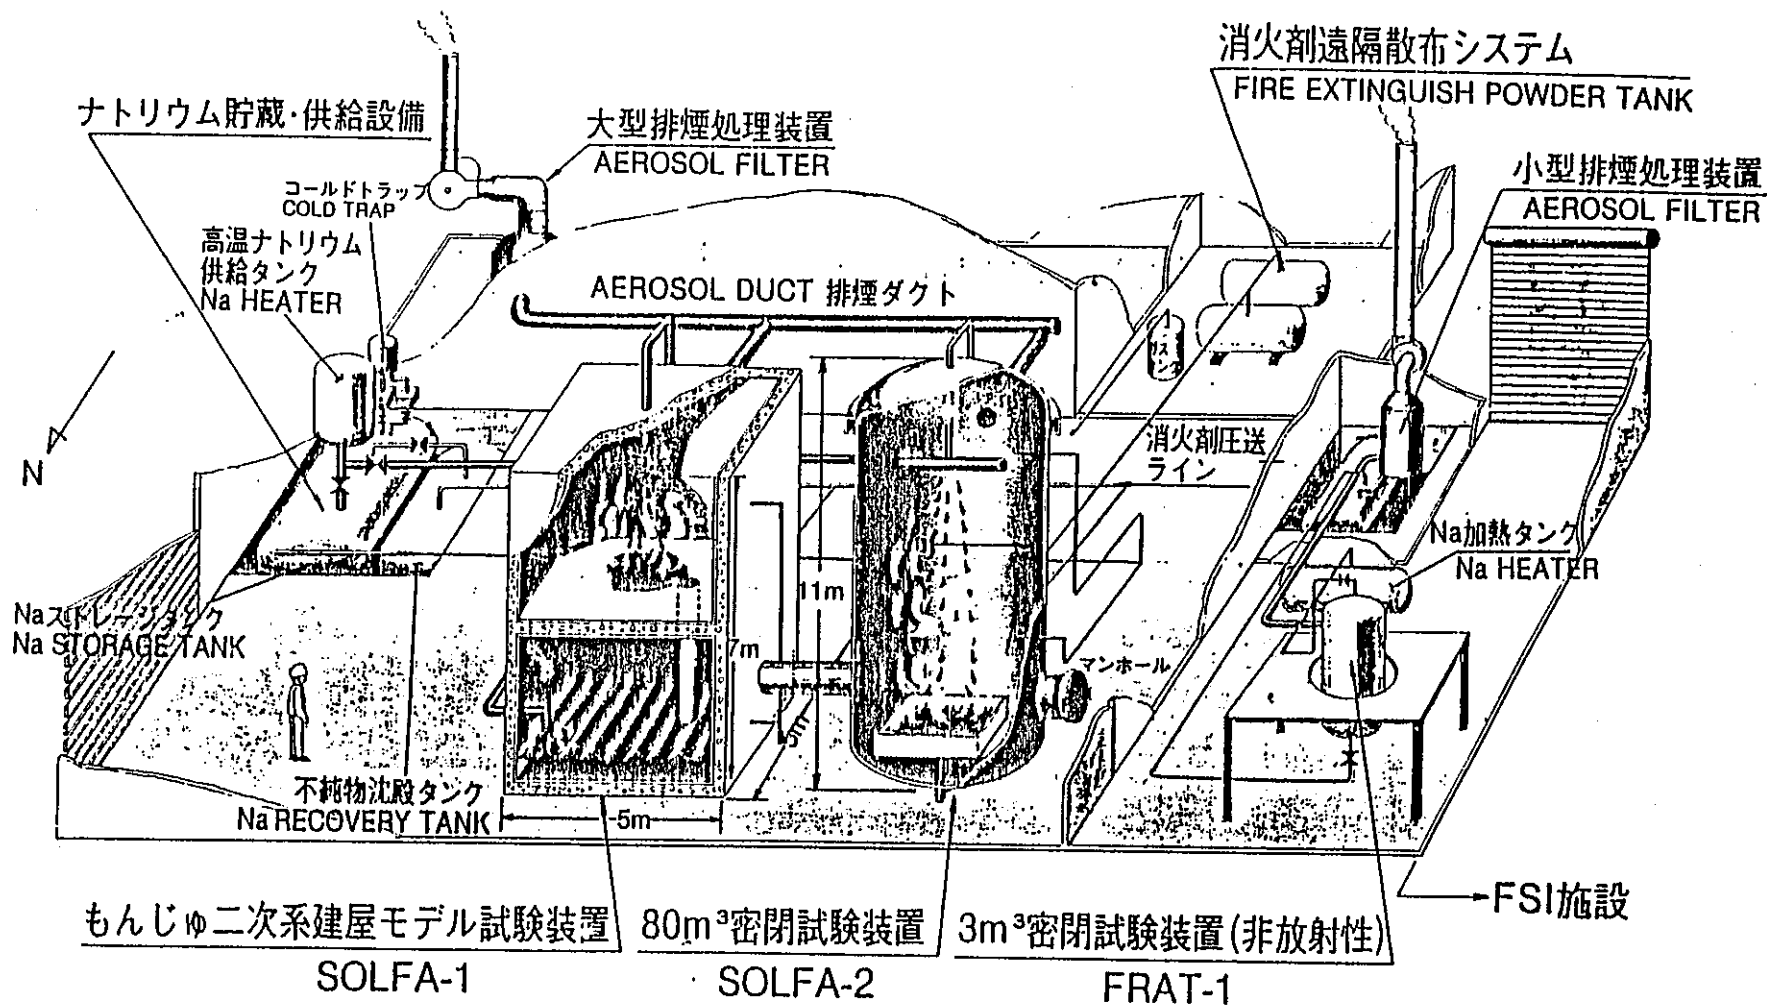 消火剤遠隔散布システム
FIRE EXTINGUISH POWDER TANK
ナトリウム貯蔵・供給設備
大型排煙処理装置
AEROSOL FILTER
小型排煙処理装置
AEROSOL FILTER
コールドトラップ
COLD TRAP
高温ナトリウム
供給タンク
Na HEATER
AEROSOL DUCT 排煙ダクト
N
消火剤圧送
ライン
Na加熱タンク
Na HEATER
11m
Naストレージタンク
Na STORAGE TANK
7m
マンホール
5m
不純物沈殿タンク
Na RECOVERY TANK
5m
FSI施設
もんじゅ二次系建屋モデル試験装置
SOLFA-1
80m³密閉試験装置
SOLFA-2
3m³密閉試験装置(非放射性)
FRAT-1